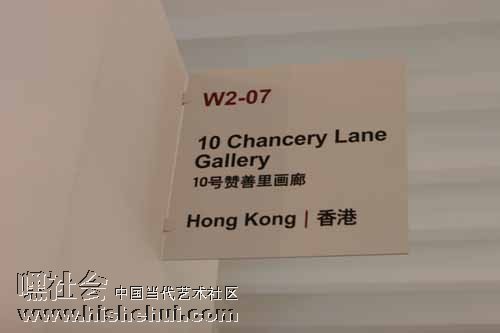 W2-07
10 Chancery Lane
Gallery
10号赞善里画廊
Hong Kong | 香港
嘿社会 中国当代艺术社区
www.hishehui.com